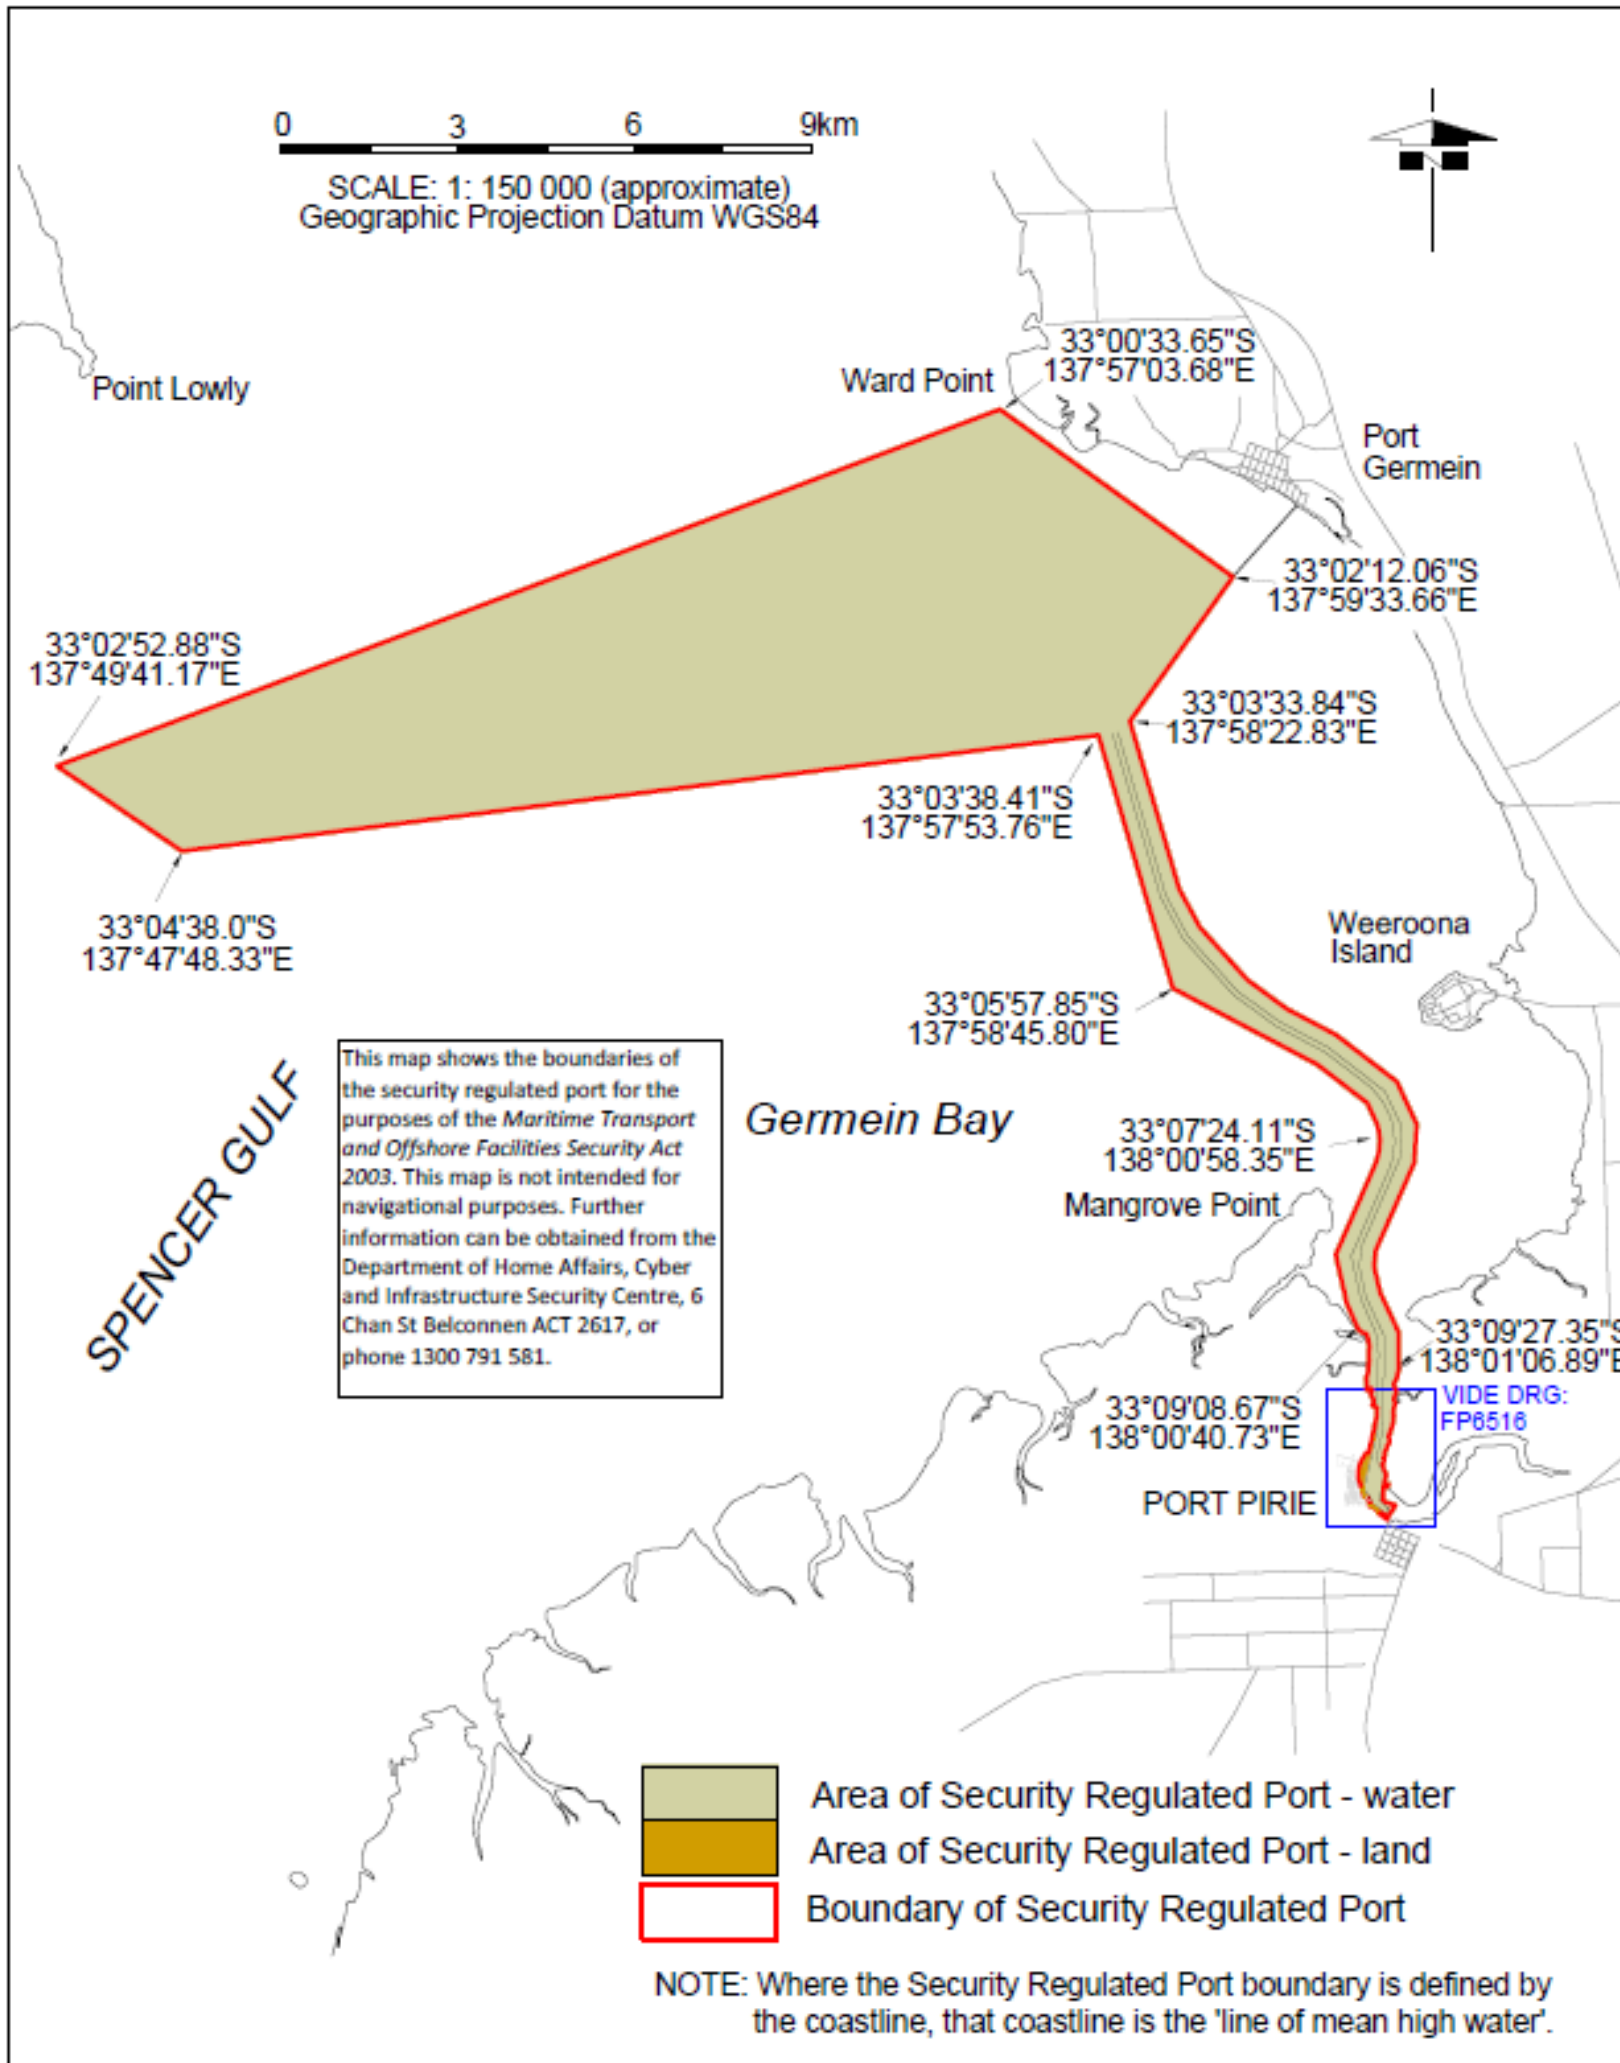 0 3 6 9km
SCALE: 1: 150 000 (approximate)
Geographic Projection Datum WGS84
N
Point Lowly
Ward Point
33°00'33.65"S
137°57'03.68"E
Port
Germein
33°02'12.06"S
137°59'33.66"E
33°02'52.88"S
137°49'41.17"E
33°03'33.84"S
137°58'22.83"E
33°03'38.41"S
137°57'53.76"E
33°04'38.0"S
137°47'48.33"E
Weeroona
Island
33°05'57.85"S
137°58'45.80"E
SPENCER GULF
This map shows the boundaries of
the security regulated port for the
purposes of the Maritime Transport
and Offshore Facilities Security Act
2003. This map is not intended for
navigational purposes. Further
information can be obtained from the
Department of Home Affairs, Cyber
and Infrastructure Security Centre, 6
Chan St Belconnen ACT 2617, or
phone 1300 791 581.
Germein Bay
33°07'24.11"S
138°00'58.35"E
Mangrove Point
33°09'27.35"S
138°01'06.89"E
33°09'08.67"S
138°00'40.73"E
VIDE DRG:
FP6516
PORT PIRIE
Area of Security Regulated Port - water
Area of Security Regulated Port - land
Boundary of Security Regulated Port
NOTE: Where the Security Regulated Port boundary is defined by
the coastline, that coastline is the 'line of mean high water'.